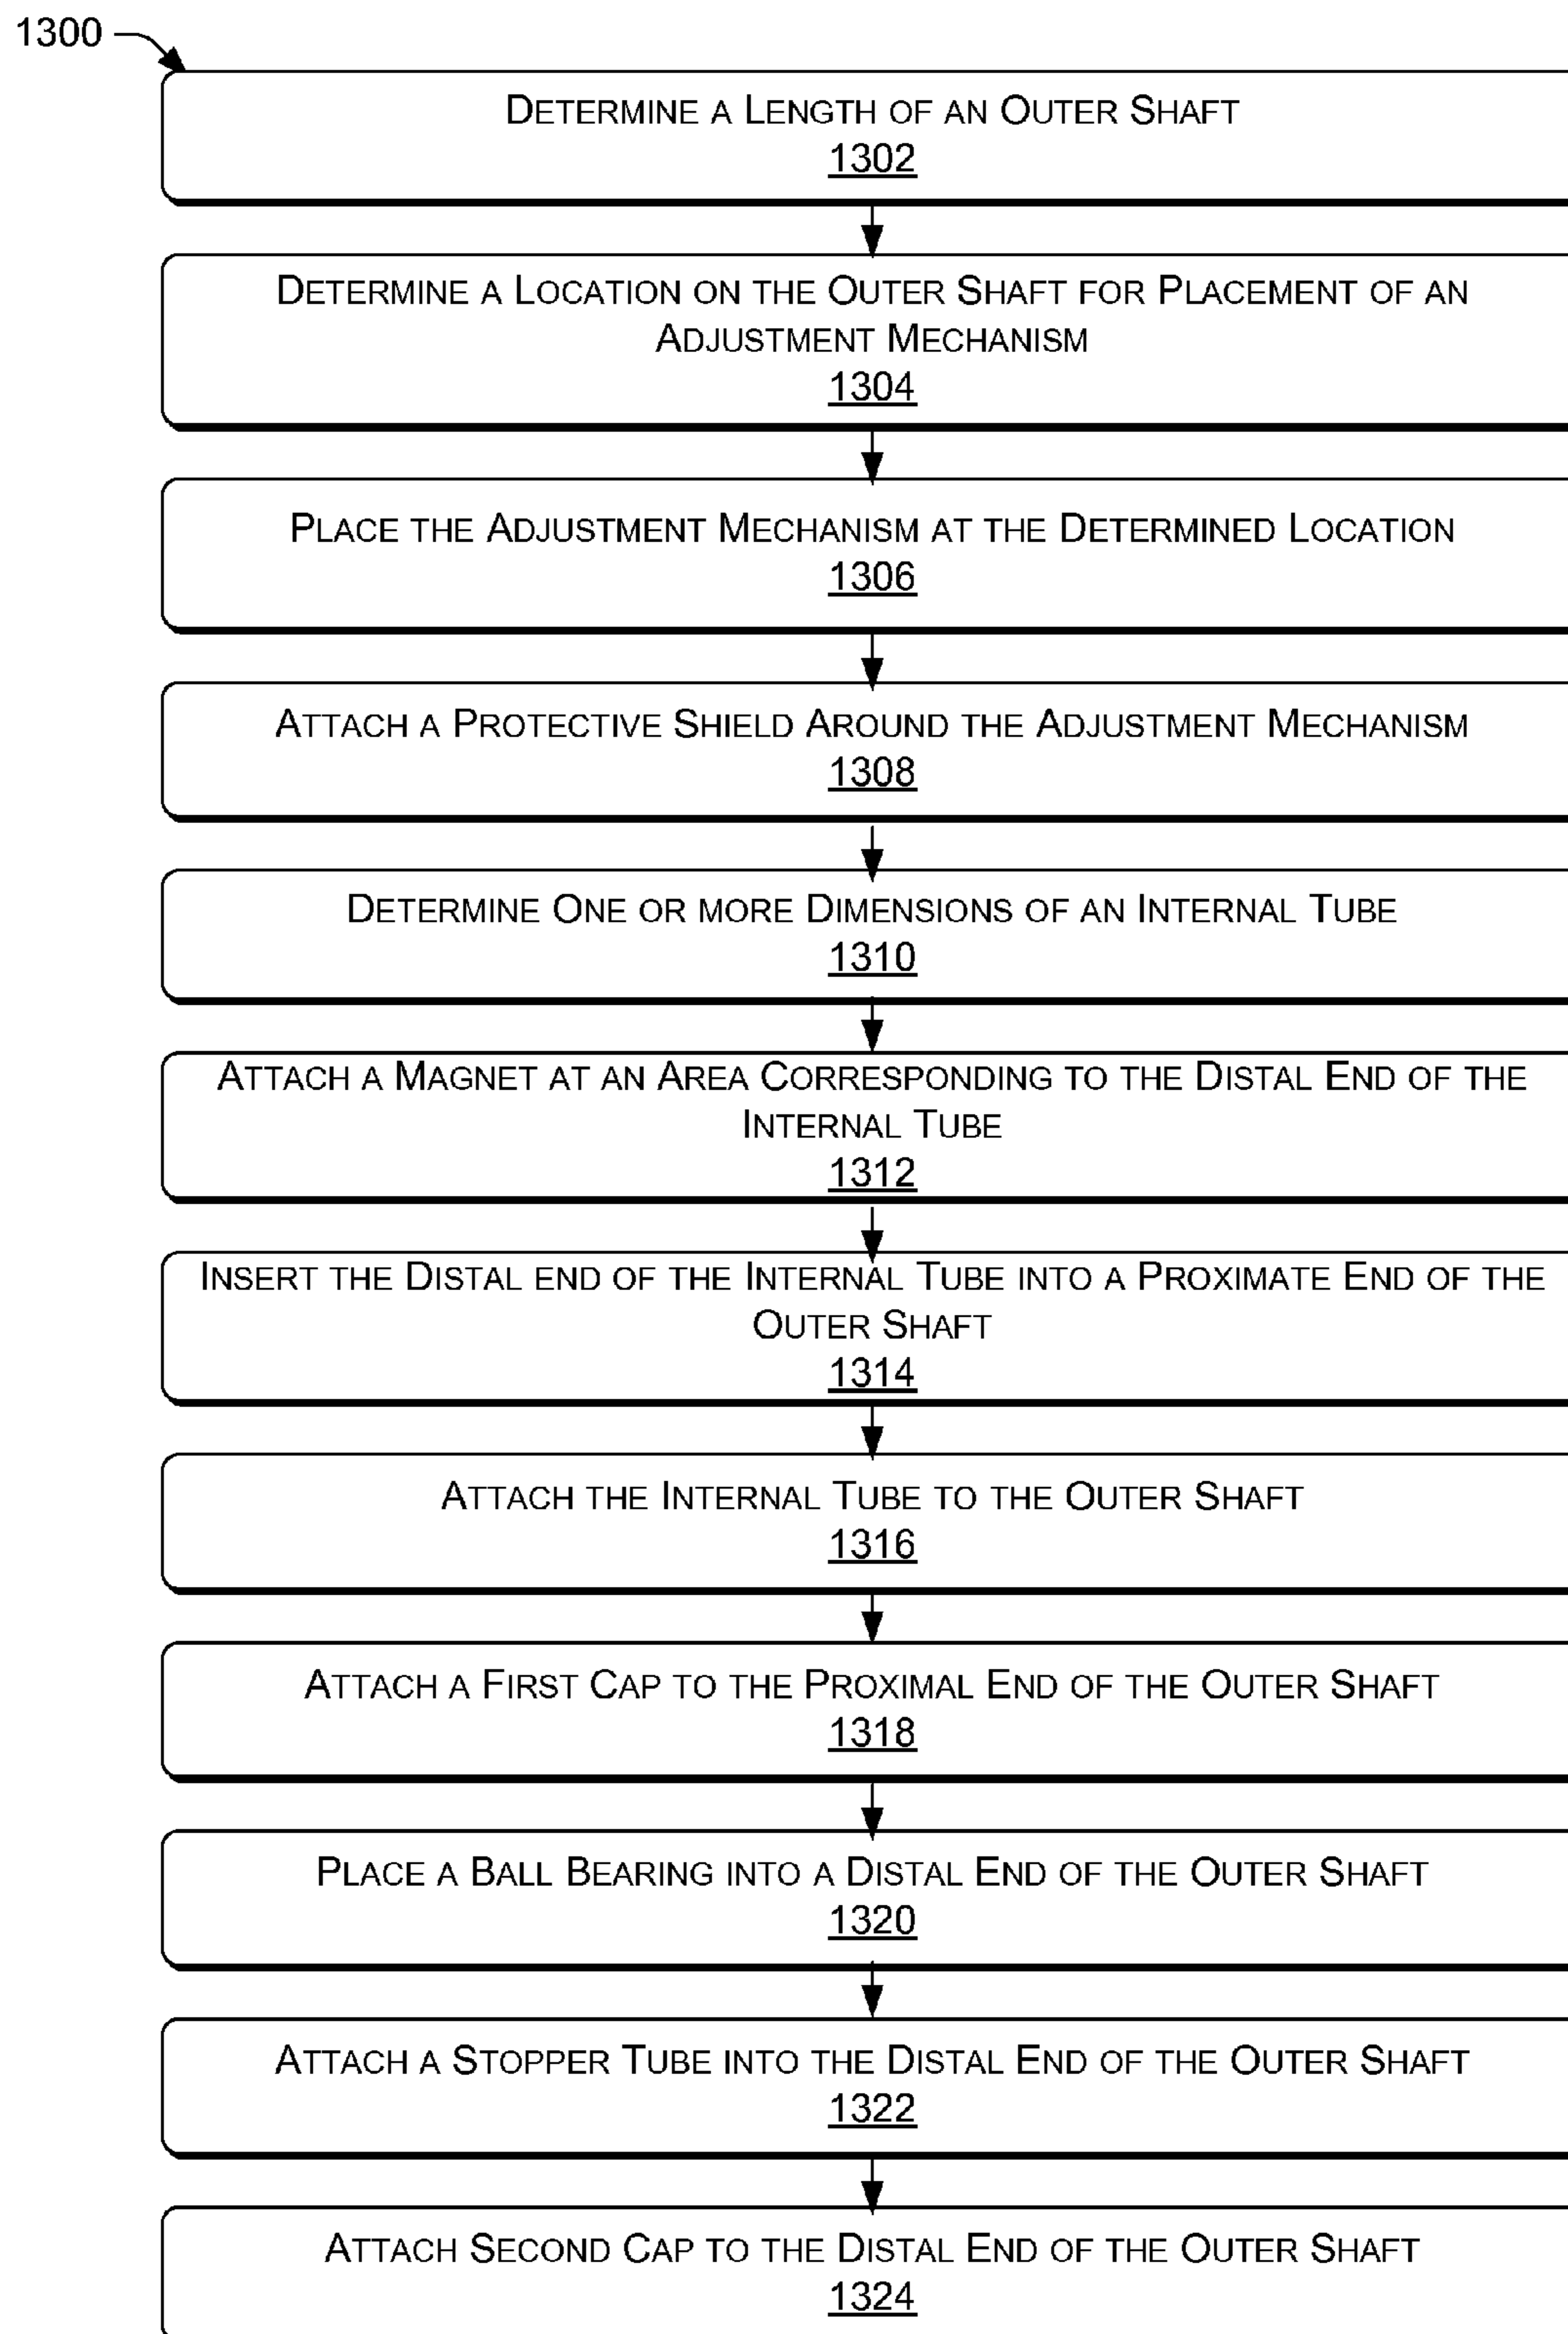 1300
DETERMINE A LENGTH OF AN OUTER SHAFT
1302
DETERMINE A LOCATION ON THE OUTER SHAFT FOR PLACEMENT OF AN
ADJUSTMENT MECHANISM
1304
PLACE THE ADJUSTMENT MECHANISM AT THE DETERMINED LOCATION
1306
ATTACH A PROTECTIVE SHIELD AROUND THE ADJUSTMENT MECHANISM
1308
DETERMINE ONE OR MORE DIMENSIONS OF AN INTERNAL TUBE
1310
ATTACH A MAGNET AT AN AREA CORRESPONDING TO THE DISTAL END OF THE
INTERNAL TUBE
1312
INSERT THE DISTAL END OF THE INTERNAL TUBE INTO A PROXIMATE END OF THE
OUTER SHAFT
1314
ATTACH THE INTERNAL TUBE TO THE OUTER SHAFT
1316
ATTACH A FIRST CAP TO THE PROXIMAL END OF THE OUTER SHAFT
1318
PLACE A BALL BEARING INTO A DISTAL END OF THE OUTER SHAFT
1320
ATTACH A STOPPER TUBE INTO THE DISTAL END OF THE OUTER SHAFT
1322
ATTACH SECOND CAP TO THE DISTAL END OF THE OUTER SHAFT
1324